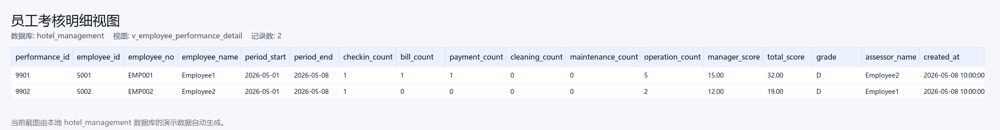 员工考核明细视图
数据库: hotel_management 视图: v_employee_performance_detail 记录数: 2
performance_id employee_id employee_no employee_name period_start period_end checkin_count bill_count payment_count cleaning_count maintenance_count operation_count manager_score total_score grade assessor_name created_at
9901 5001 EMP001 Employee1 2026-05-01 2026-05-08 1 1 1 0 0 5 15.00 32.00 D Employee2 2026-05-08 10:00:00
9902 5002 EMP002 Employee2 2026-05-01 2026-05-08 1 0 0 0 0 2 12.00 19.00 D Employee1 2026-05-08 10:00:00
当前截图由本地 hotel_management 数据库的演示数据自动生成。